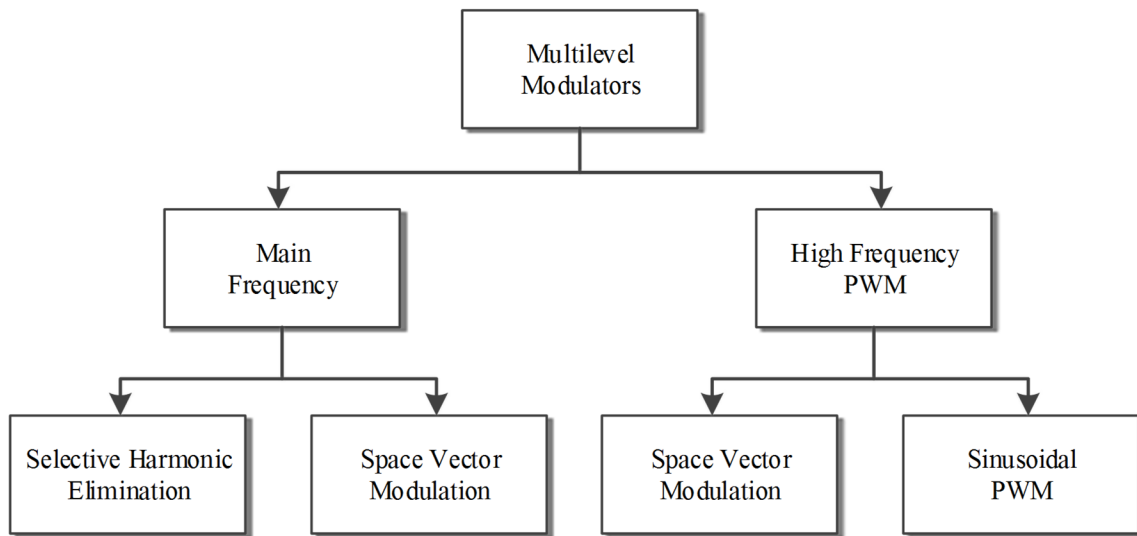 Multilevel
Modulators
Main
Frequency
High Frequency
PWM
Selective Harmonic
Elimination
Space Vector
Modulation
Space Vector
Modulation
Sinusoidal
PWM